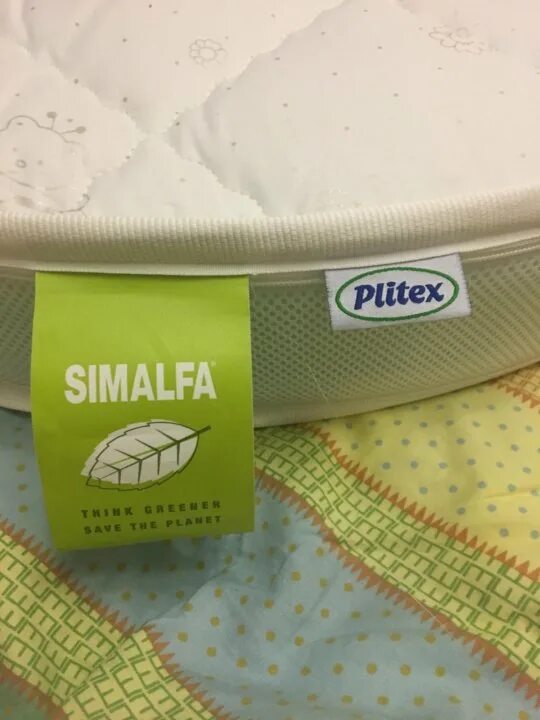 Plitex
SIMALFA
THINK GREENER
SAVE THE PLANET